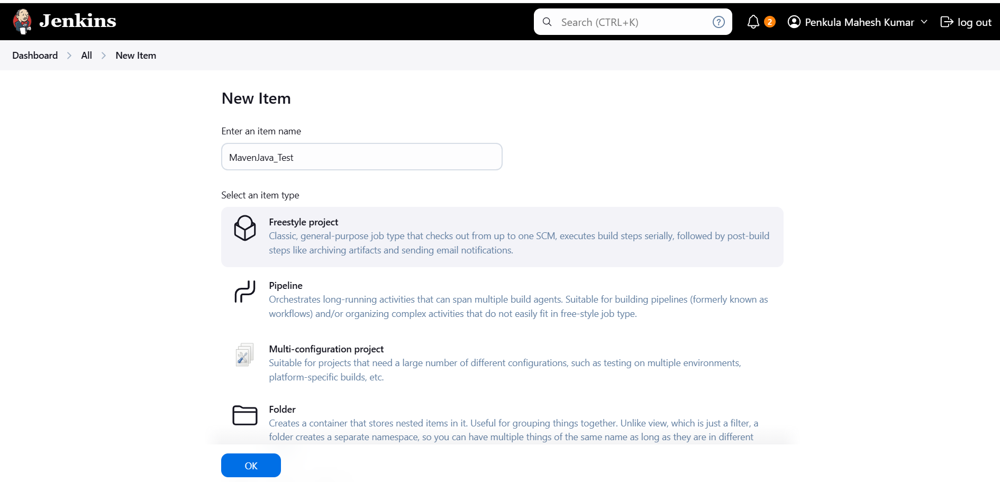 Jenkins
Search (CTRL+K)
?
2
Penkula Mahesh Kumar
log out
Dashboard
All
New Item
New Item
Enter an item name
MavenJava_Test
Select an item type
Freestyle project
Classic, general-purpose job type that checks out from up to one SCM, executes build steps serially, followed by post-build
steps like archiving artifacts and sending email notifications.
Pipeline
Orchestrates long-running activities that can span multiple build agents. Suitable for building pipelines (formerly known as
workflows) and/or organizing complex activities that do not easily fit in free-style job type.
Multi-configuration project
Suitable for projects that need a large number of different configurations, such as testing on multiple environments,
platform-specific builds, etc.
Folder
Creates a container that stores nested items in it. Useful for grouping things together. Unlike view, which is just a filter, a
folder creates a separate namespace, so you can have multiple things of the same name as long as they are in different
OK